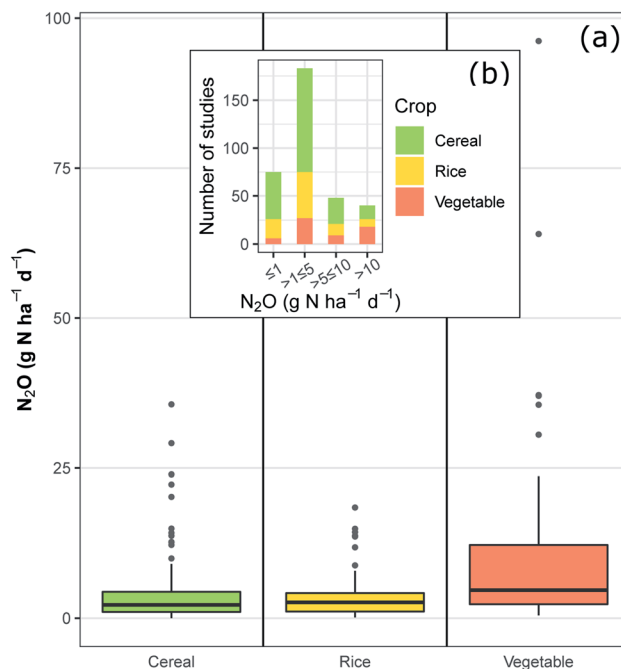 (a)
100
75
50
25
0
N₂O (g N ha⁻¹ d⁻¹)
Cereal
Rice
Vegetable
(b)
Number of studies
150
100
50
0
≤1
>1≤5
>5≤10
>10
N₂O (g N ha⁻¹ d⁻¹)
Crop
Cereal
Rice
Vegetable